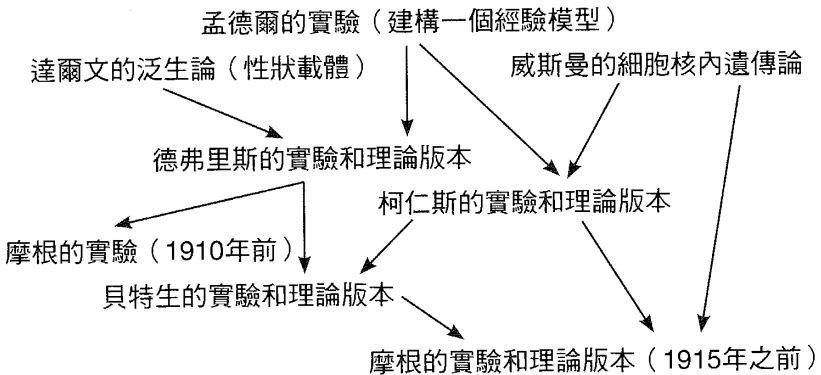 孟德爾的實驗（建構一個經驗模型）
達爾文的泛生論（性狀載體）
威斯曼的細胞核內遺傳論
德弗里斯的實驗和理論版本
柯仁斯的實驗和理論版本
摩根的實驗（1910年前）
貝特生的實驗和理論版本
摩根的實驗和理論版本（1915年之前）